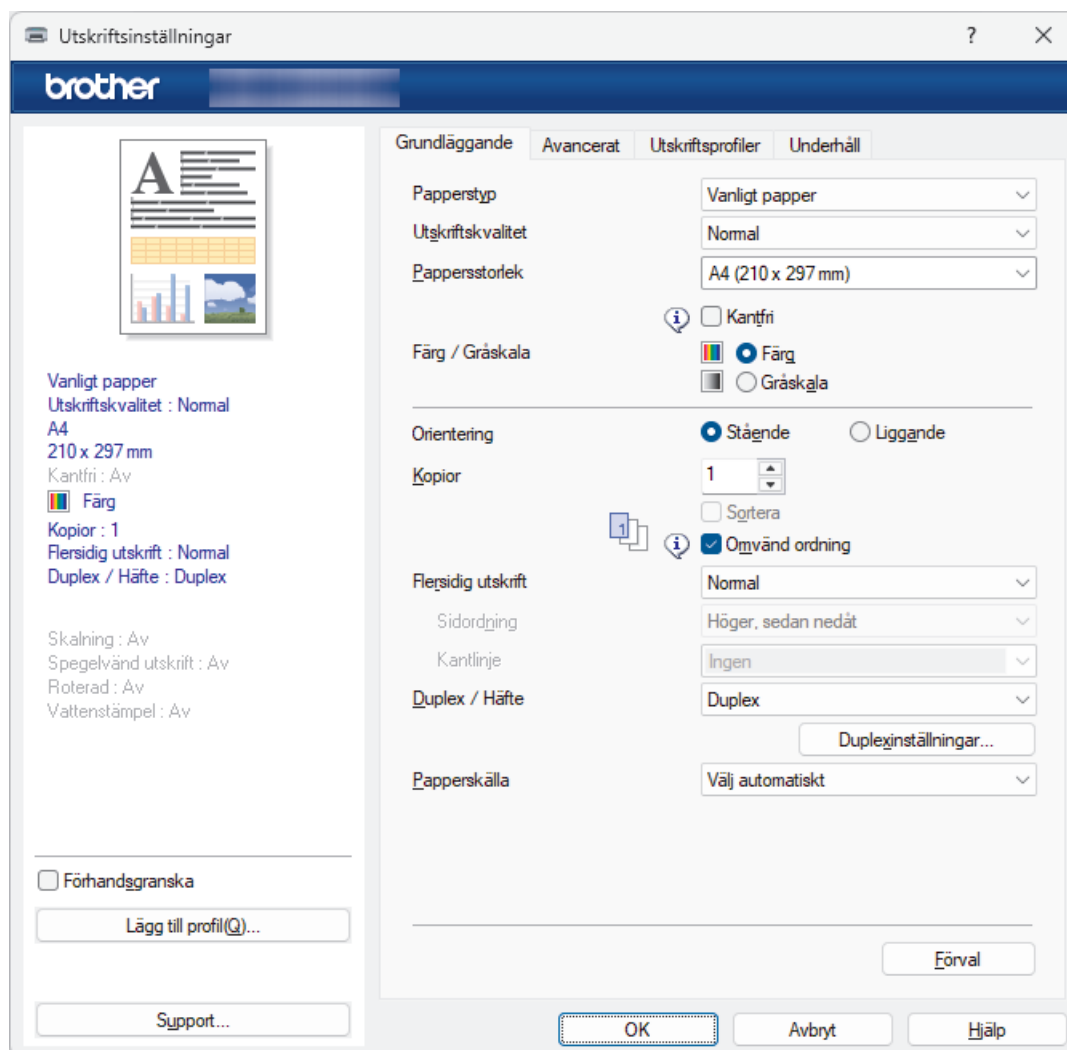 Utskriftsinställningar
?
brother
Grundläggande Avancerat Utskriftsprofiler Underhåll
A
Vanligt papper
Utskriftskvalitet : Normal
A4
210 x 297 mm
Kantfri : Av
Färg
Kopior : 1
Flersidig utskrift : Normal
Duplex / Häfte : Duplex
Skalning : Av
Spegelvänd utskrift : Av
Roterad : Av
Vattenstämpel : Av
Förhandsgranska
Lägg till profil(Q)...
Support...
Papperstyp Vanligt papper
Utskriftskvalitet Normal
Pappersstorlek A4 (210 x 297 mm)
i Kantfri
Färg / Gråskala Färg
Gråskala
Orientering Stående Liggande
Kopior 1
Sortera
1 i Omvänd ordning
Flersidig utskrift Normal
Sidordning Höger, sedan nedåt
Kantlinje Ingen
Duplex / Häfte Duplex
Duplexinställningar...
Papperskälla Välj automatiskt
Förval
OK Avbryt Hjälp